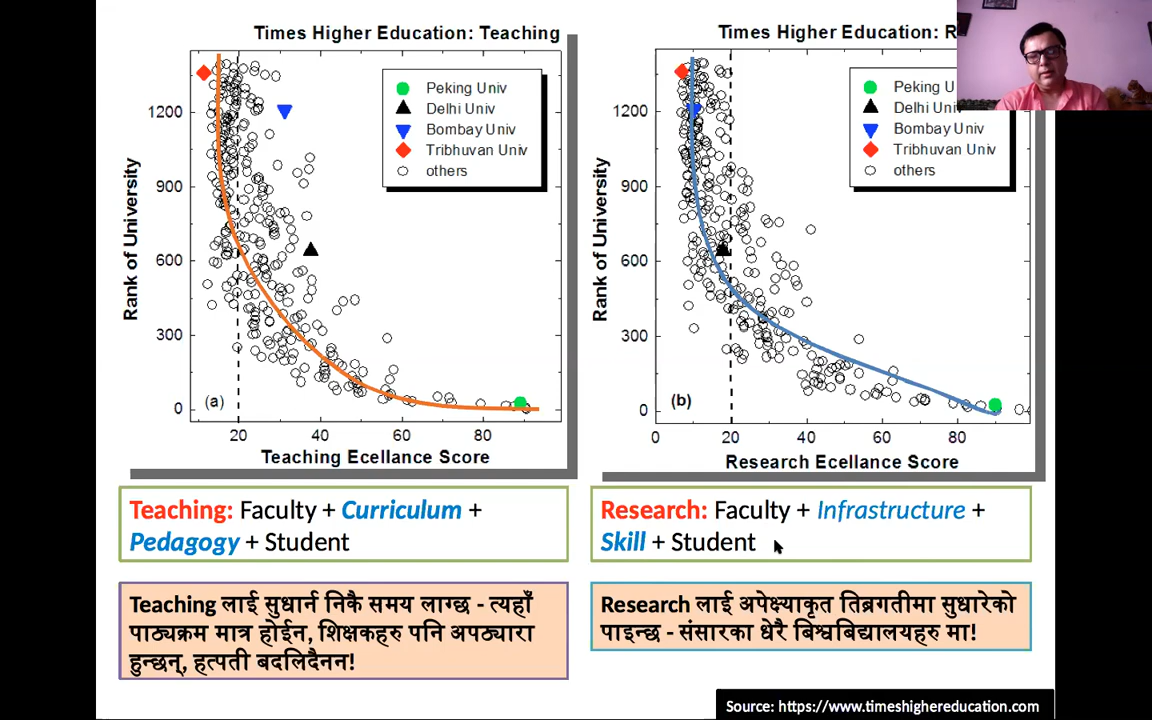 Times Higher Education: Teaching
Rank of University
1200
900
600
300
0
Peking Univ
Delhi Univ
Bombay Univ
Tribhuvan Univ
others
(a)
20
40
60
80
Teaching Ecellance Score
Times Higher Education: R
Rank of University
1200
900
600
300
0
Peking U
Delhi Univ
Bombay Univ
Tribhuvan Univ
others
(b)
0
20
40
60
80
Research Ecellance Score
Teaching: Faculty + Curriculum +
Pedagogy + Student
Research: Faculty + Infrastructure +
Skill + Student
Teaching लाई सुधार्न निकै समय लाग्छ - त्यहाँ
पाठ्यक्रम मात्र होईन, शिक्षकहरु पनि अपठ्यारा
हुन्छन्, हत्पती बदलिदैनन!
Research लाई अपेक्ष्याकृत तिब्रगतीमा सुधारेको
पाइन्छ - संसारका धेरै बिश्वबिद्यालयहरु मा!
Source: https://www.timeshighereducation.com